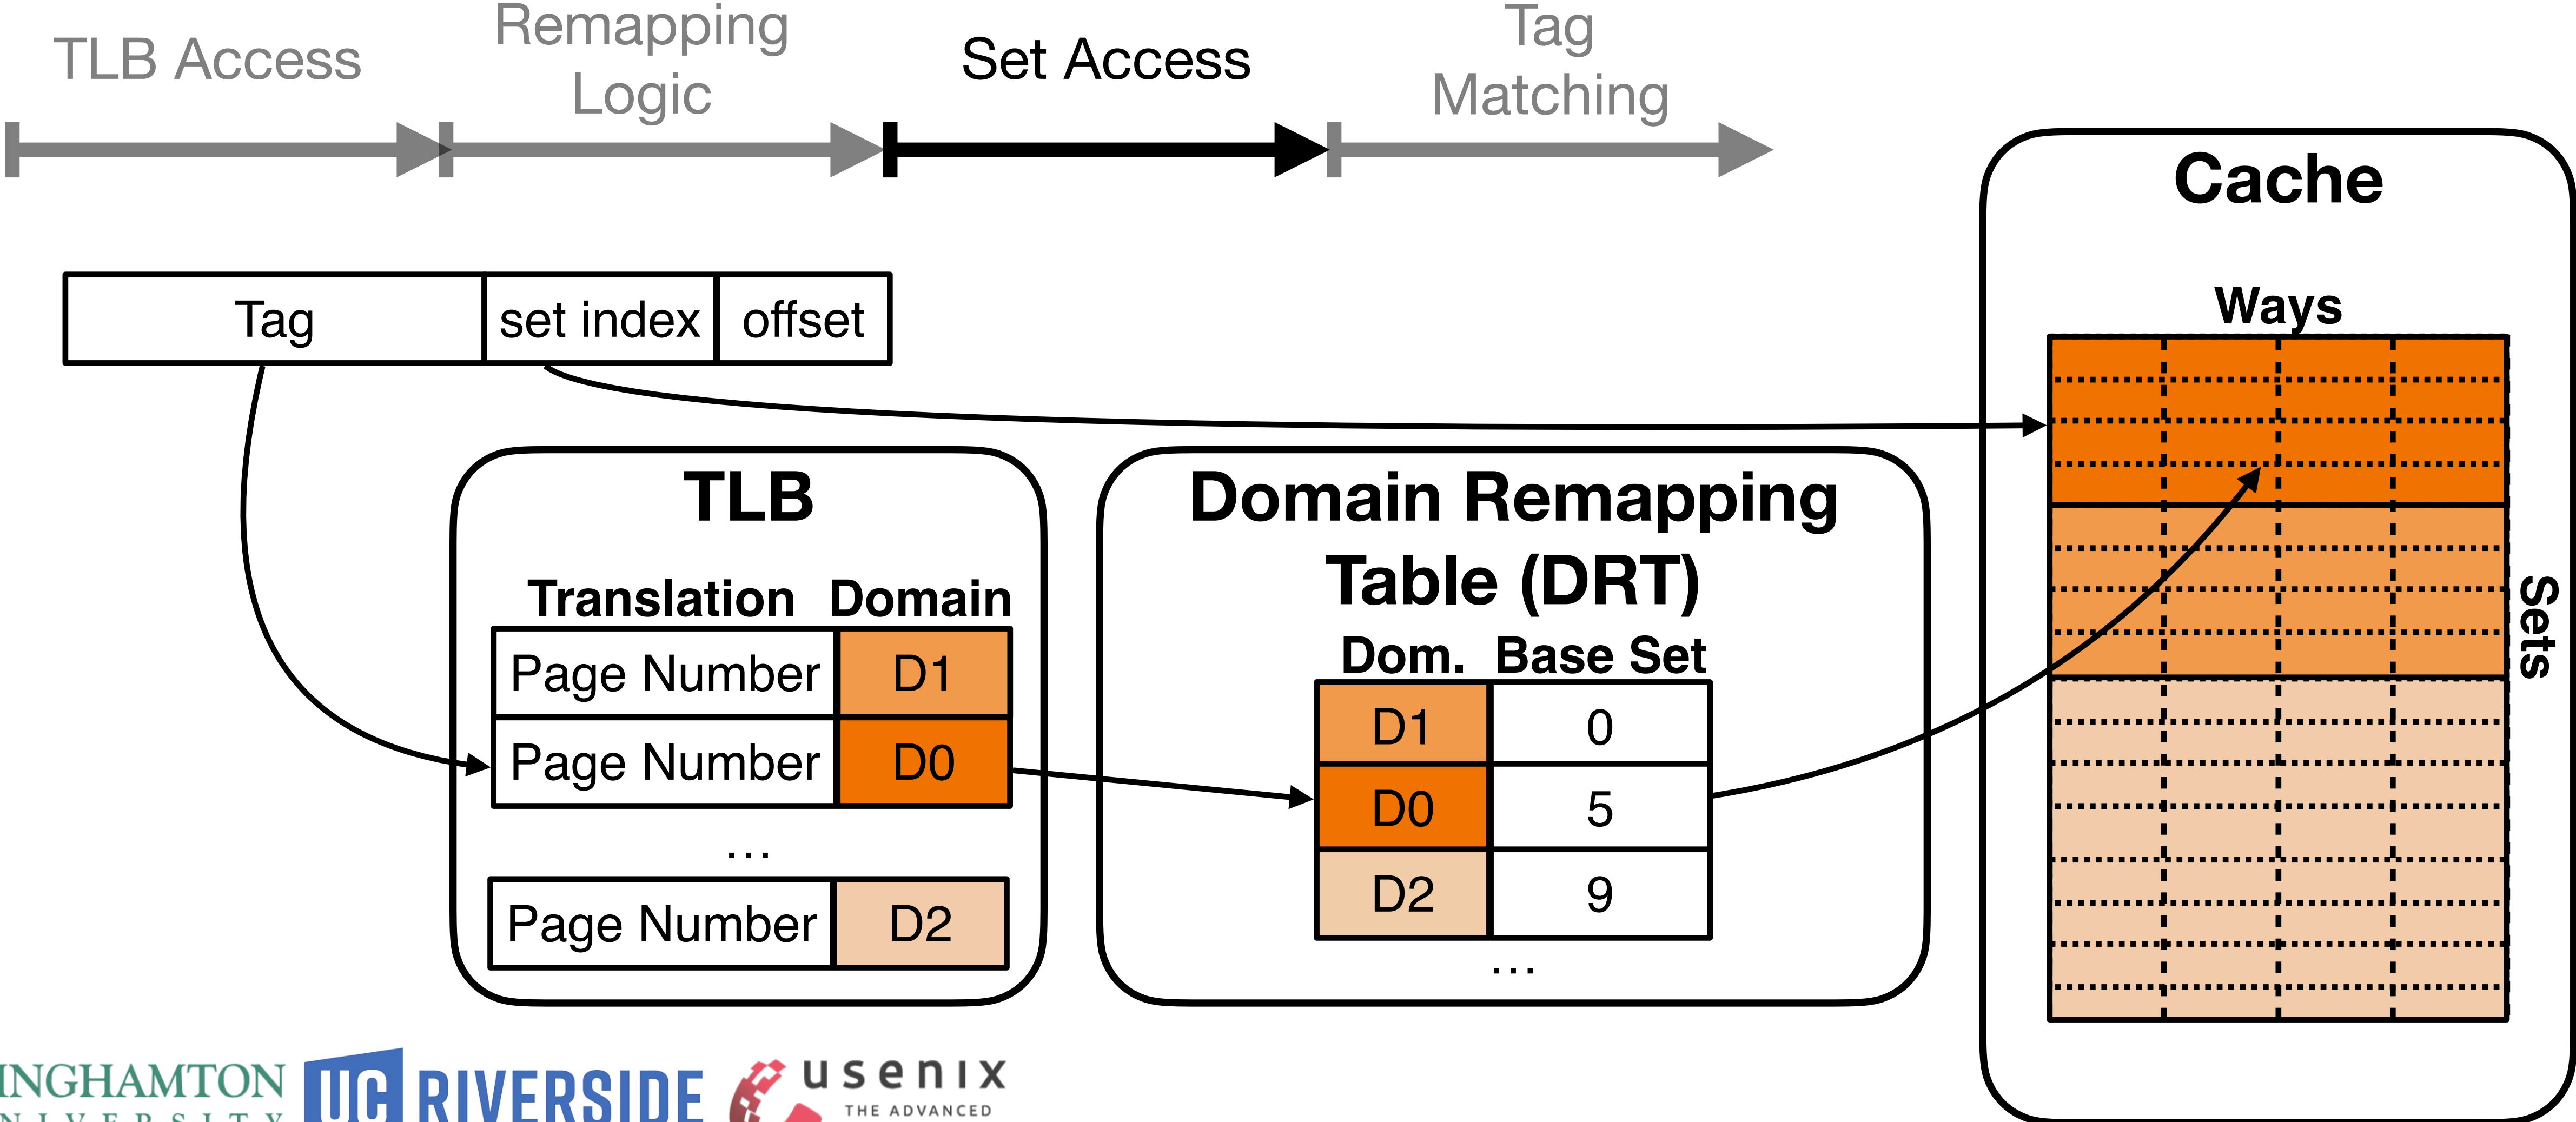 TLB Access
Remapping
Logic
Set Access
Tag
Matching
Cache
Ways
Sets
Tag set index offset
TLB
Translation Domain
Page Number D1
Page Number D0
...
Page Number D2
Domain Remapping
Table (DRT)
Dom. Base Set
D1 0
D0 5
D2 9
...
INGHAMTON
UC RIVERSIDE
usenix
THE ADVANCED